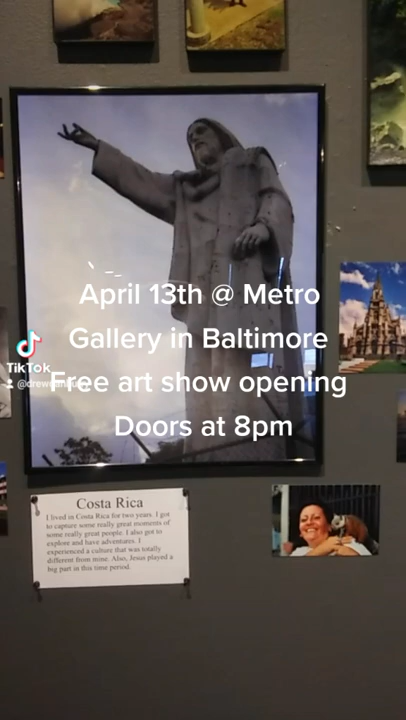 April 13th @ Metro
Gallery in Baltimore
Free art show opening
Doors at 8pm
TikTok
Costa Rica
I lived in Costa Rica for two years. I got
to capture some really great moments of
some really great people. I also got to
explore and have adventures. I
experienced a culture that was totally
different from mine. Also, Jesus played a
big part in this time period.